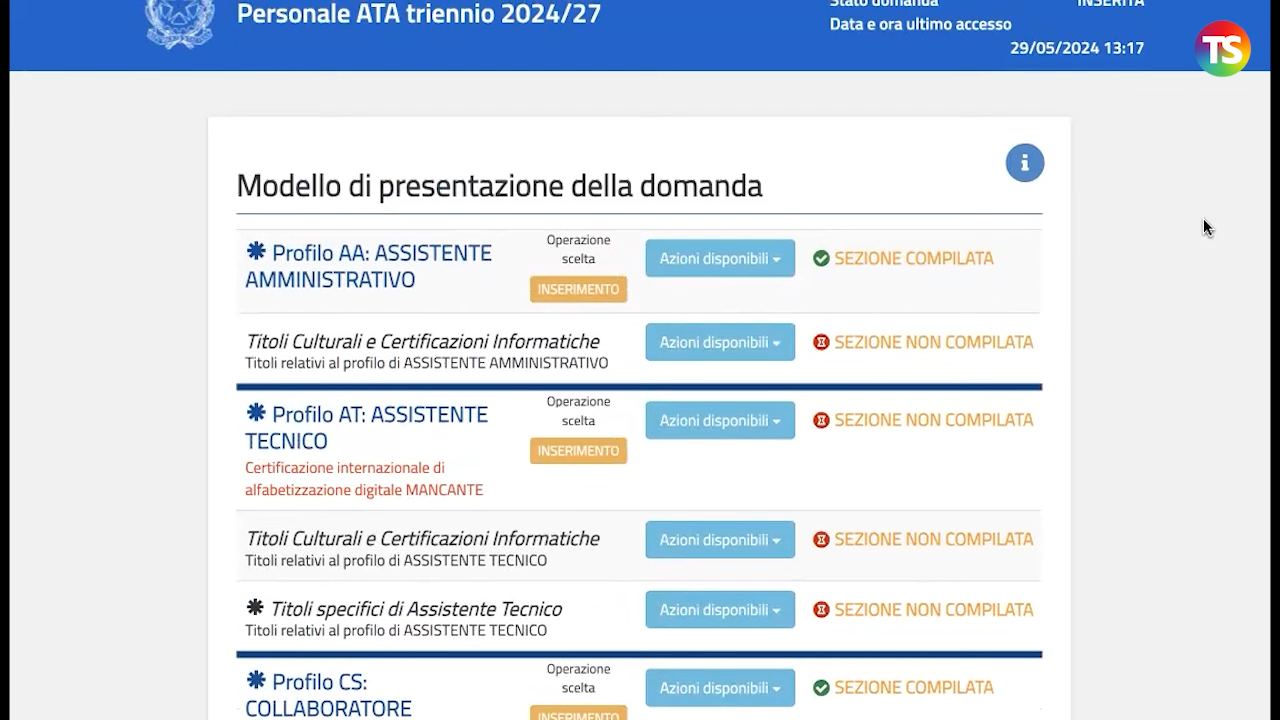 Personale ATA triennio 2024/27
Stato domanda INSERITA
Data e ora ultimo accesso
29/05/2024 13:17
TS
Modello di presentazione della domanda
Profilo AA: ASSISTENTE
AMMINISTRATIVO
Operazione
scelta
INSERIMENTO
Azioni disponibili
SEZIONE COMPILATA
Titoli Culturali e Certificazioni Informatiche
Titoli relativi al profilo di ASSISTENTE AMMINISTRATIVO
Azioni disponibili
SEZIONE NON COMPILATA
Profilo AT: ASSISTENTE
TECNICO
Certificazione internazionale di
alfabetizzazione digitale MANCANTE
Operazione
scelta
INSERIMENTO
Azioni disponibili
SEZIONE NON COMPILATA
Titoli Culturali e Certificazioni Informatiche
Titoli relativi al profilo di ASSISTENTE TECNICO
Azioni disponibili
SEZIONE NON COMPILATA
Titoli specifici di Assistente Tecnico
Titoli relativi al profilo di ASSISTENTE TECNICO
Azioni disponibili
SEZIONE NON COMPILATA
Profilo CS:
COLLABORATORE
Operazione
scelta
INSERIMENTO
Azioni disponibili
SEZIONE COMPILATA